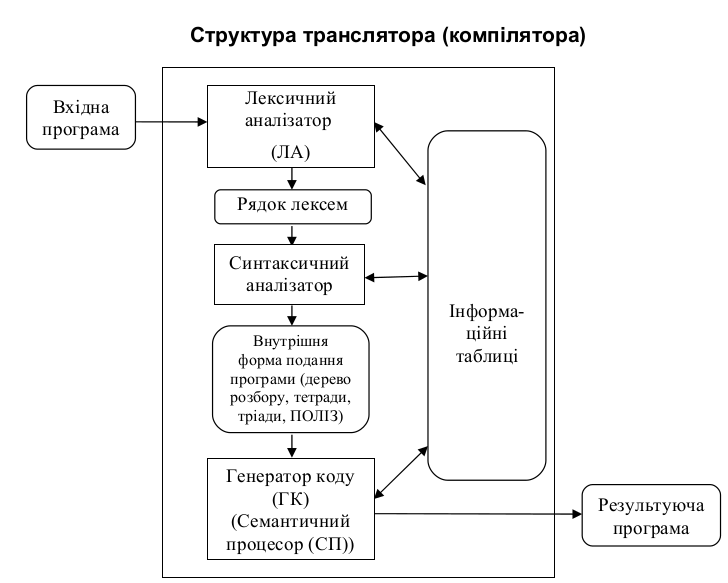 Структура транслятора (компілятора)
Вхідна
програма
Лексичний
аналізатор
(ЛА)
Рядок лексем
Синтаксичний
аналізатор
Внутрішня
форма подання
програми (дерево
розбору, тетради,
тріади, ПОЛІЗ)
Генератор коду
(ГК)
(Семантичний
процесор (СП))
Інформа-
ційні
таблиці
Результуюча
програма